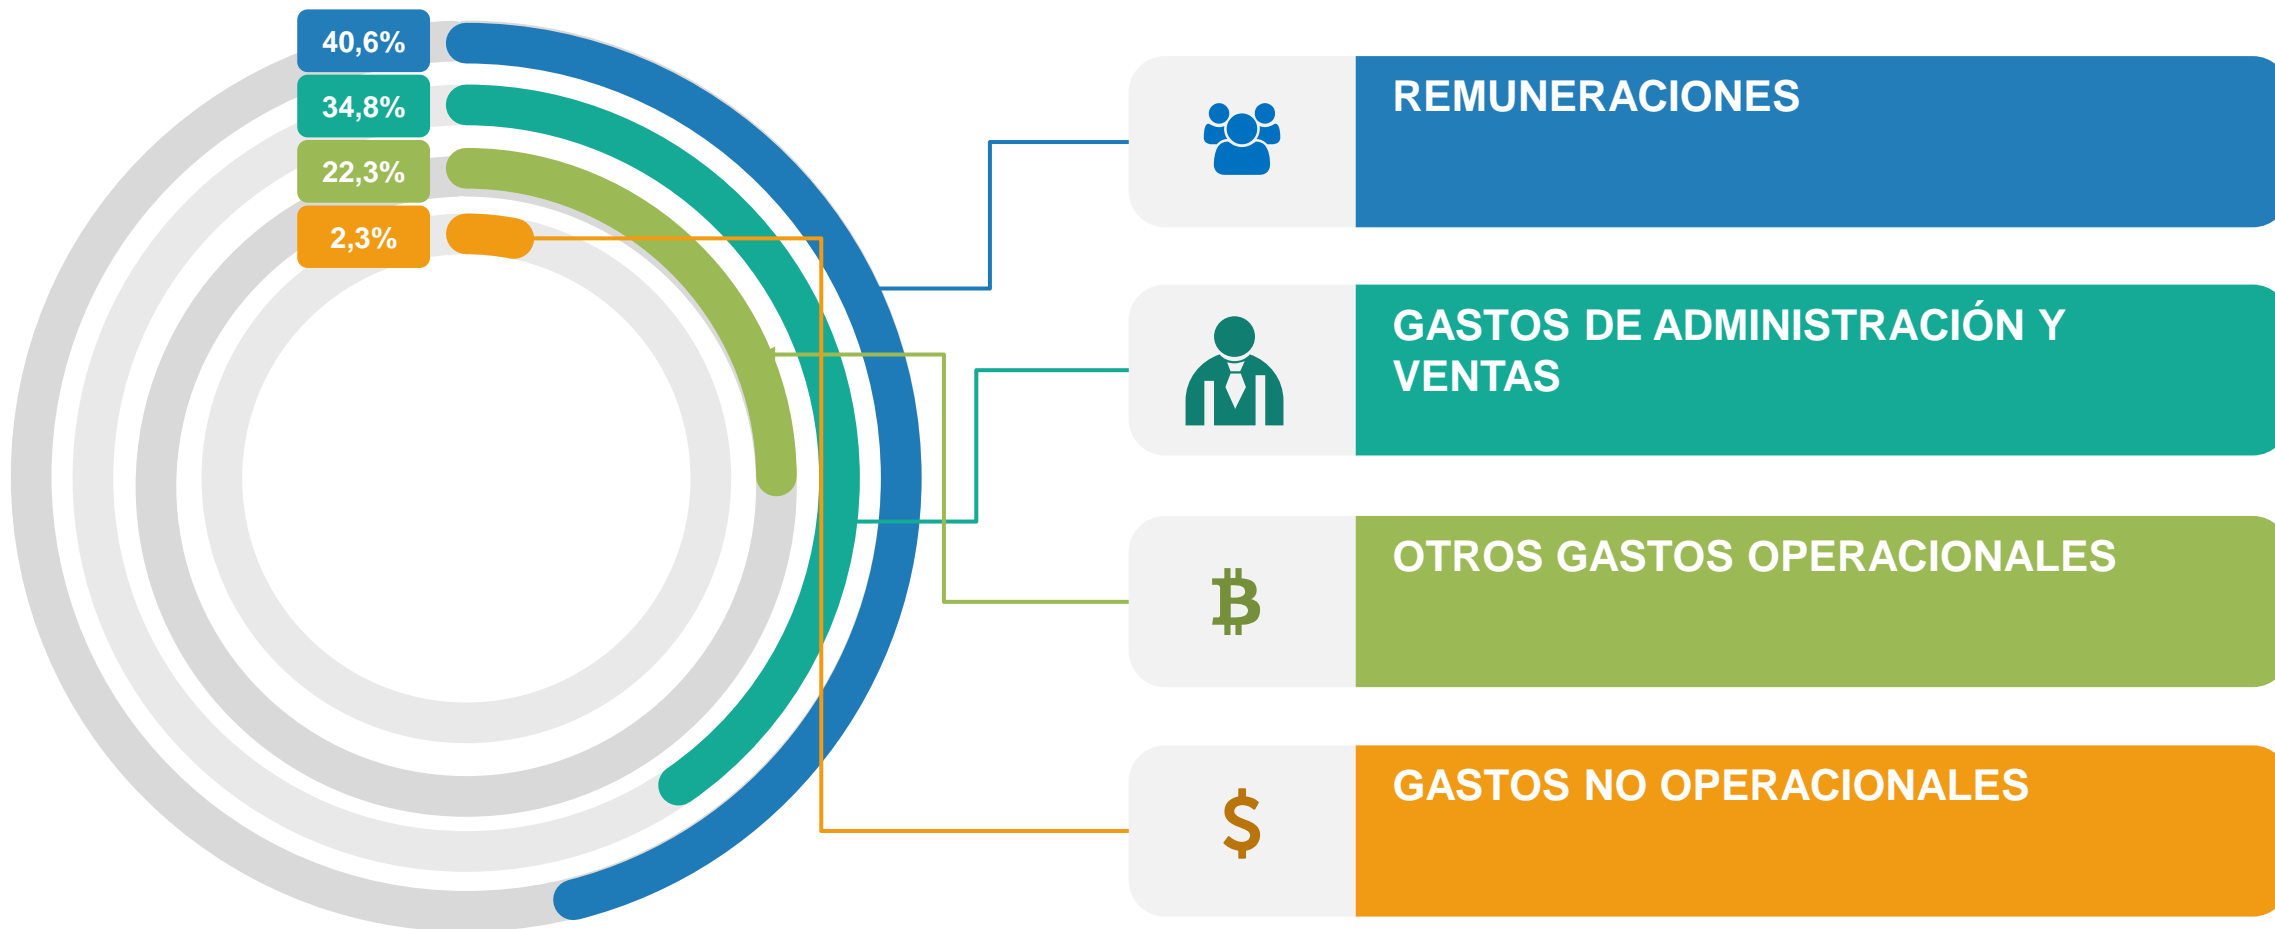 40,6%
34,8%
22,3%
2,3%
REMUNERACIONES
GASTOS DE ADMINISTRACIÓN Y
VENTAS
OTROS GASTOS OPERACIONALES
GASTOS NO OPERACIONALES